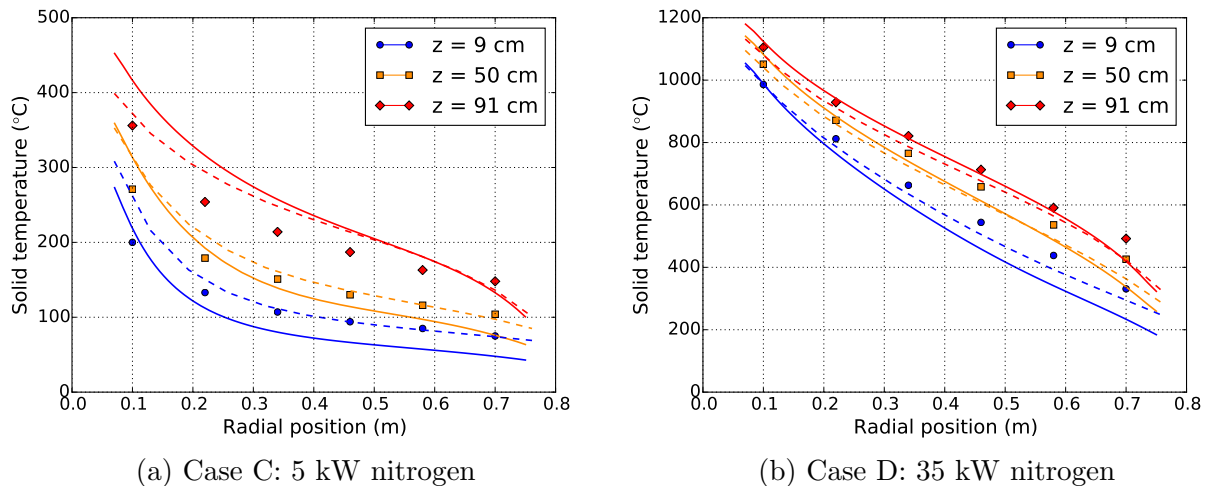 500
400
300
200
100
0
0.0 0.1 0.2 0.3 0.4 0.5 0.6 0.7 0.8
Solid temperature (°C)
Radial position (m)
z = 9 cm
z = 50 cm
z = 91 cm
(a) Case C: 5 kW nitrogen
1200
1000
800
600
400
200
0
0.0 0.1 0.2 0.3 0.4 0.5 0.6 0.7 0.8
Solid temperature (°C)
Radial position (m)
z = 9 cm
z = 50 cm
z = 91 cm
(b) Case D: 35 kW nitrogen